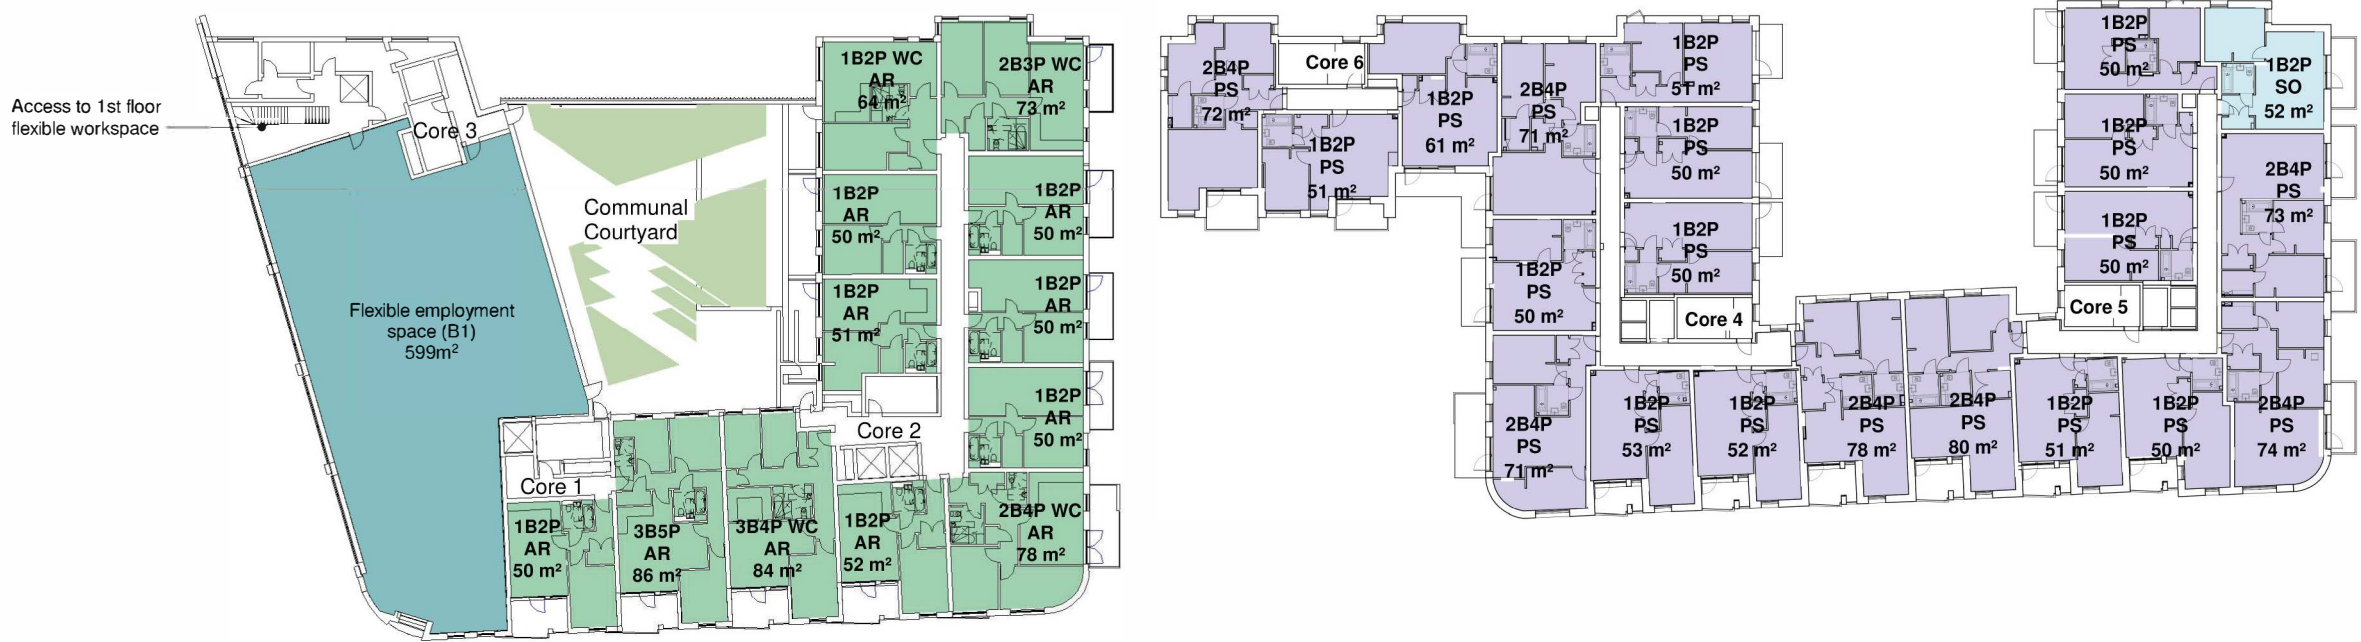 Access to 1st floor
flexible workspace
Core 3
Communal
Courtyard
Flexible employment
space (B1)
599m²
1B2P WC
AR
64 m²
2B3P WC
AR
73 m²
1B2P
AR
50 m²
1B2P
AR
50 m²
1B2P
AR
51 m²
1B2P
AR
50 m²
1B2P
AR
50 m²
Core 2
Core 1
1B2P
AR
50 m²
3B5P
AR
86 m²
3B4P WC
AR
84 m²
1B2P
AR
52 m²
2B4P WC
AR
78 m²
2B4P
PS
72 m²
Core 6
1B2P
PS
51 m²
1B2P
PS
61 m²
2B4P
PS
71 m²
1B2P
PS
51 m²
1B2P
PS
50 m²
1B2P
PS
50 m²
1B2P
PS
50 m²
Core 4
2B4P
PS
71 m²
1B2P
PS
53 m²
1B2P
PS
52 m²
2B4P
PS
78 m²
2B4P
PS
80 m²
1B2P
PS
51 m²
1B2P
PS
50 m²
2B4P
PS
74 m²
1B2P
PS
50 m²
1B2P
SO
52 m²
1B2P
PS
50 m²
2B4P
PS
73 m²
1B2P
PS
50 m²
Core 5